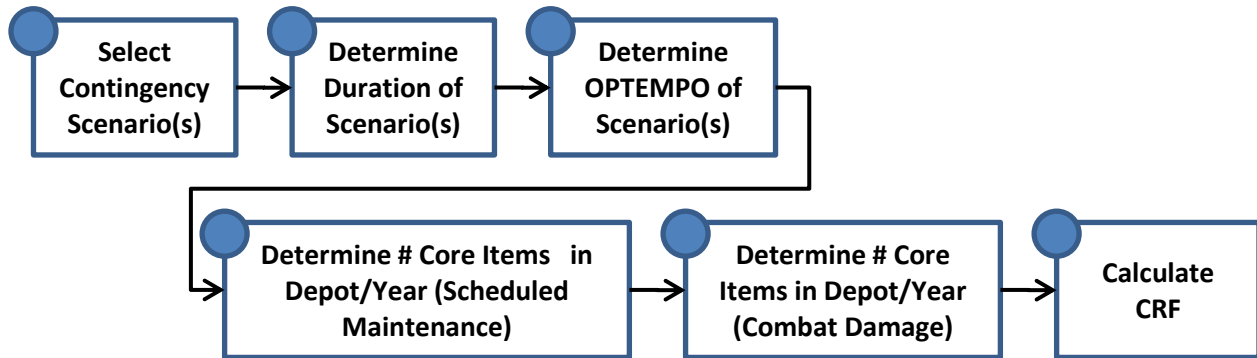 Select
Contingency
Scenario(s)
Determine
Duration of
Scenario(s)
Determine
OPTEMPO of
Scenario(s)
Determine # Core Items in
Depot/Year (Scheduled
Maintenance)
Determine # Core
Items in Depot/Year
(Combat Damage)
Calculate
CRF